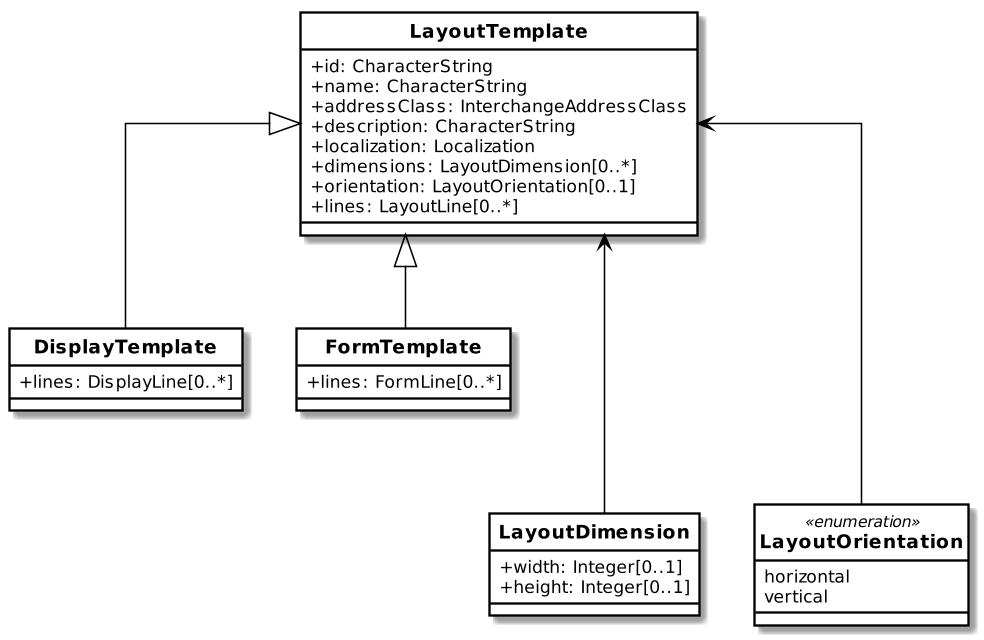 LayoutTemplate
+id: CharacterString
+name: CharacterString
+addressClass: InterchangeAddressClass
+description: CharacterString
+localization: Localization
+dimensions: LayoutDimension[0..*]
+orientation: LayoutOrientation[0..1]
+lines: LayoutLine[0..*]
DisplayTemplate
+lines: DisplayLine[0..*]
FormTemplate
+lines: FormLine[0..*]
LayoutDimension
+width: Integer[0..1]
+height: Integer[0..1]
«enumeration»
LayoutOrientation
horizontal
vertical